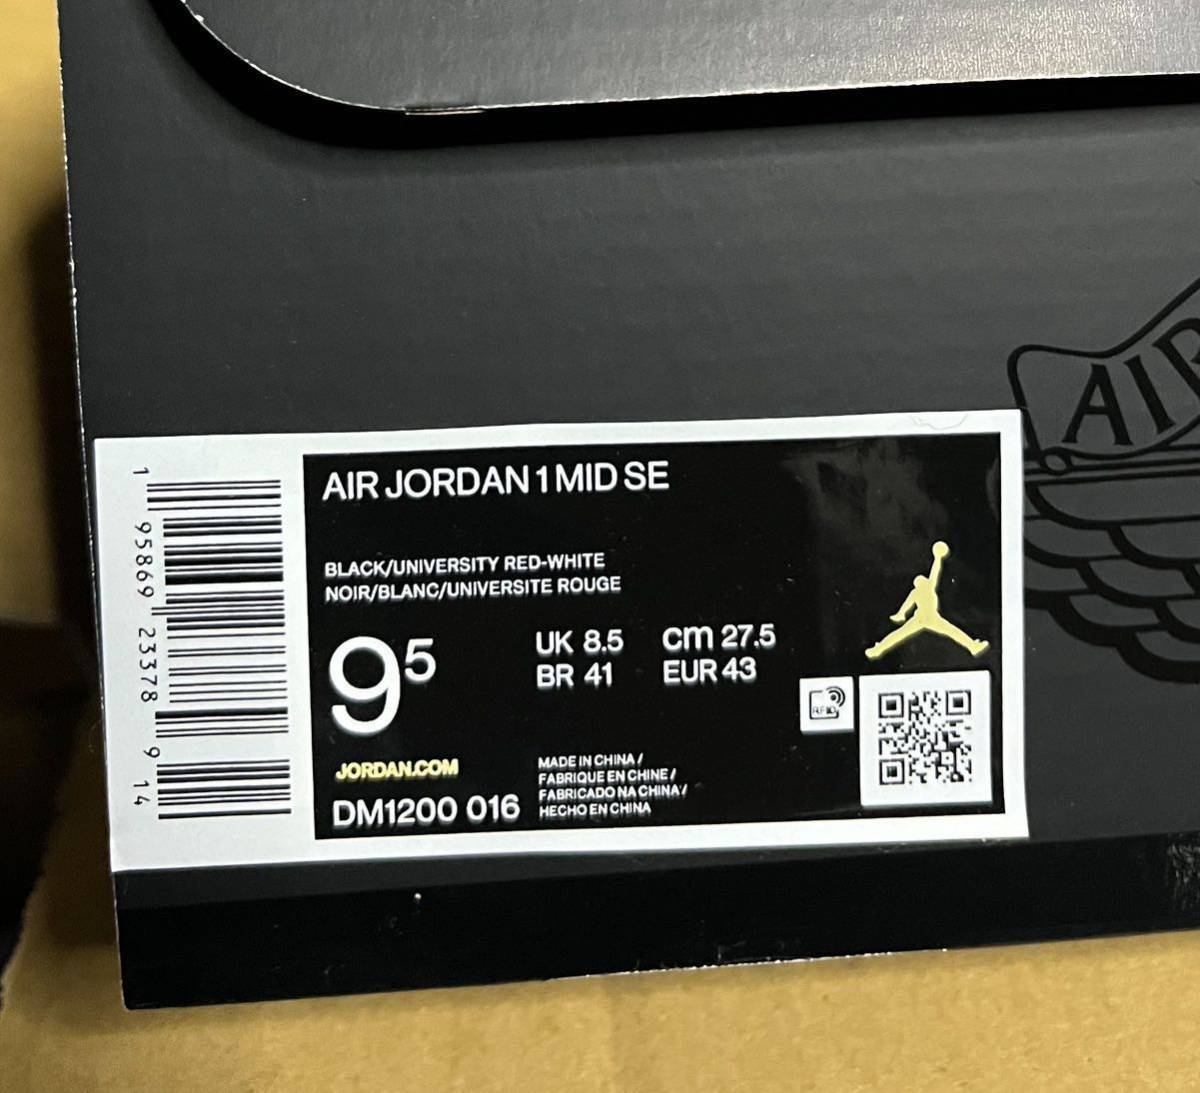 AIR
AIR JORDAN 1 MID SE
BLACK/UNIVERSITY RED-WHITE
NOIR/BLANC/UNIVERSITE ROUGE
9⁵
UK 8.5 cm 27.5
BR 41 EUR 43
RFID
JORDAN.COM
DM1200 016
MADE IN CHINA /
FABRIQUE EN CHINE /
FABRICADO NA CHINA /
HECHO EN CHINA
1 95869 23378 9 14